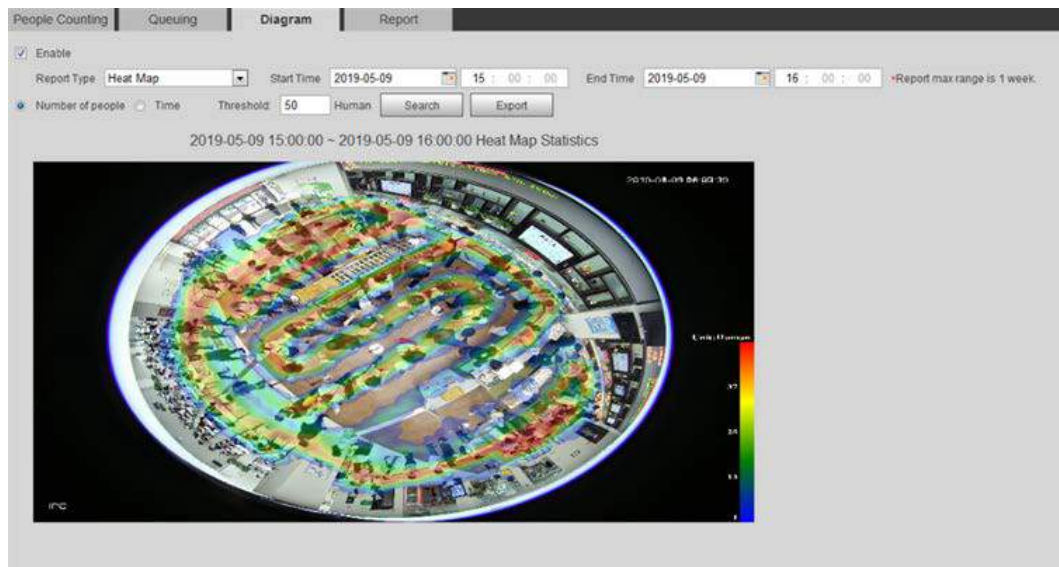 People Counting Queuing Diagram Report
Enable
Report Type Heat Map Start Time 2019-05-09 15 : 00 : 00 End Time 2019-05-09 16 : 00 : 00 *Report max range is 1 week.
Number of people Time Threshold 50 Human Search Export
2019-05-09 15:00:00 ~ 2019-05-09 16:00:00 Heat Map Statistics
Unit: Human
IPC